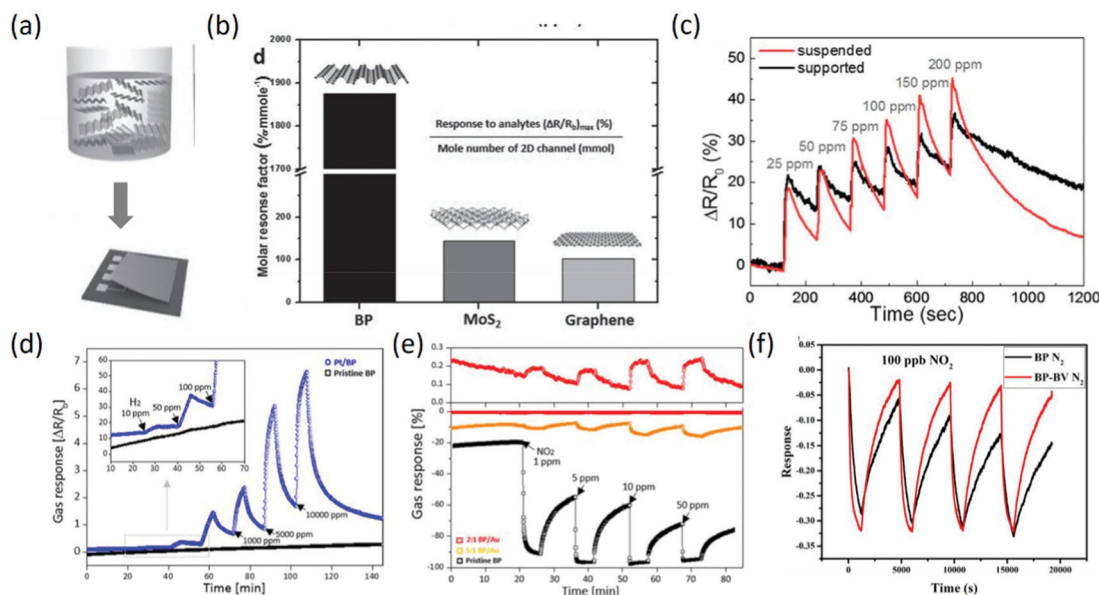 (a)
(b)
d
Molar response factor (%·mmole⁻¹)
2000
1900
1800
1700
200
100
0
Response to analytes (ΔR/Rb)max (%)
Mole number of 2D channel (mmol)
BP
MoS₂
Graphene
(c)
suspended
supported
25 ppm
50 ppm
75 ppm
100 ppm
150 ppm
200 ppm
ΔR/R₀ (%)
50
40
30
20
10
0
0
200
400
600
800
1000
1200
Time (sec)
(d)
Gas response [ΔR/Rb]
7
6
5
4
3
2
1
0
60
50
40
30
20
10
0
H₂
10 ppm
50 ppm
100 ppm
10
20
30
40
50
60
70
Pt/BP
Pristine BP
1000 ppm
5000 ppm
10000 ppm
0
20
40
60
80
100
120
140
Time [min]
(e)
Gas response [%]
0.3
0.2
0.1
0.0
0
-20
-40
-60
-80
-100
NO₂
1 ppm
5 ppm
10 ppm
50 ppm
2:1 BP/Au
5:1 BP/Au
Pristine BP
0
20
40
60
80
Time [min]
(f)
100 ppb NO₂
BP N₂
BP-BV N₂
Response
0.05
0.00
-0.05
-0.10
-0.15
-0.20
-0.25
-0.30
-0.35
0
5000
10000
15000
20000
Time (s)